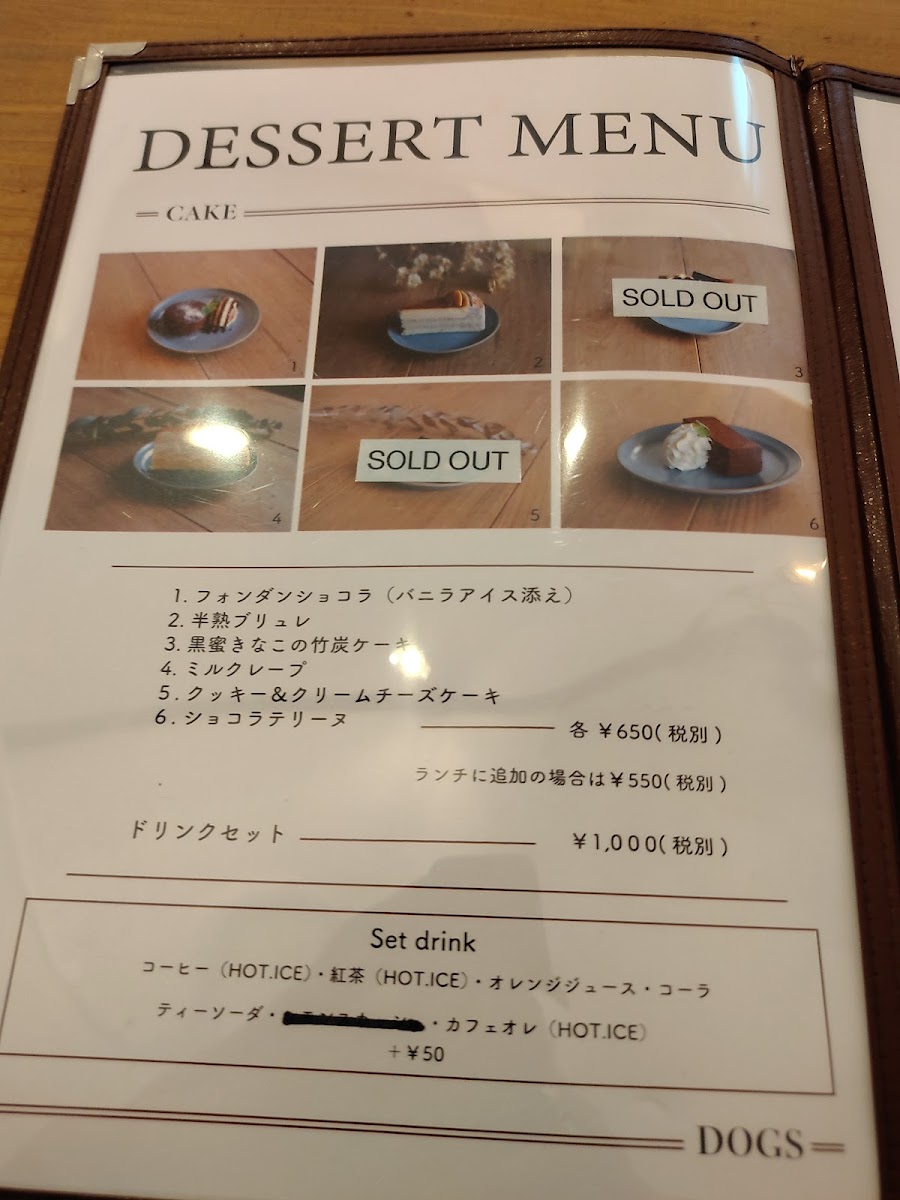 DESSERT MENU
CAKE
1
2
SOLD OUT
3
4
SOLD OUT
5
6
1. フォンダンショコラ（バニラアイス添え）
2. 半熟ブリュレ
3. 黒蜜きなこの竹炭ケーキ
4. ミルクレープ
5. クッキー＆クリームチーズケーキ
6. ショコラテリーヌ 各 ￥650( 税別 )
ランチに追加の場合は￥550( 税別 )
ドリンクセット ￥1,000( 税別 )
Set drink
コーヒー（HOT.ICE）・紅茶（HOT.ICE）・オレンジジュース・コーラ
ティーソーダ・ ・カフェオレ（HOT.ICE）
＋￥50
DOGS